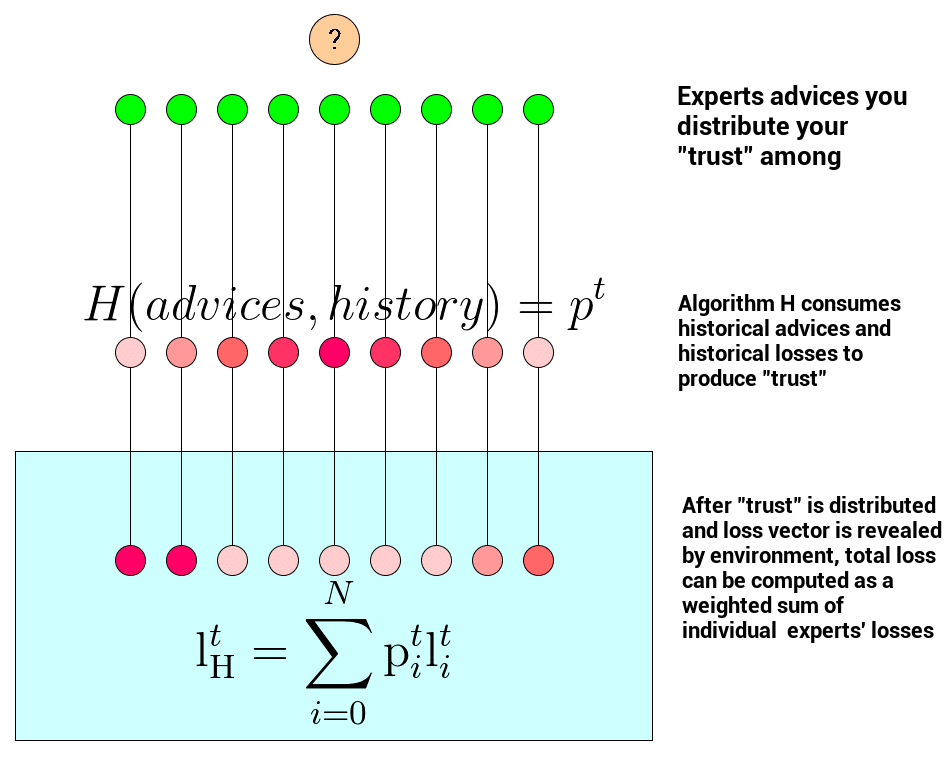 ?
Experts advices you
distribute your
"trust" among
H(advices, history) = p^t
Algorithm H consumes
historical advices and
historical losses to
produce "trust"
After "trust" is distributed
and loss vector is revealed
by environment, total loss
can be computed as a
weighted sum of
individual experts' losses
l_H^t = \sum_{i=0}^{N} p_i^t l_i^t